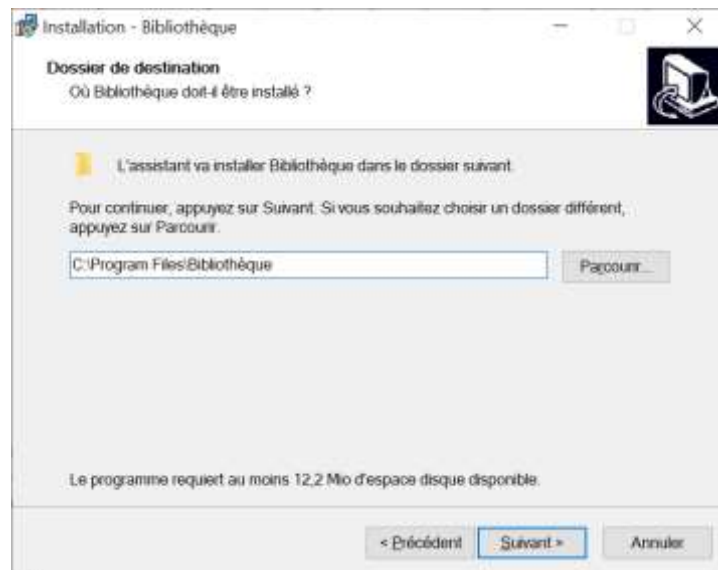 Installation - Bibliothèque
Dossier de destination
Où Bibliothèque doit-il être installé ?
L'assistant va installer Bibliothèque dans le dossier suivant.
Pour continuer, appuyez sur Suivant. Si vous souhaitez choisir un dossier différent,
appuyez sur Parcourir.
C:\Program Files\Bibliothèque
Parcourir...
Le programme requiert au moins 12,2 Mio d'espace disque disponible.
< Précédent
Suivant >
Annuler